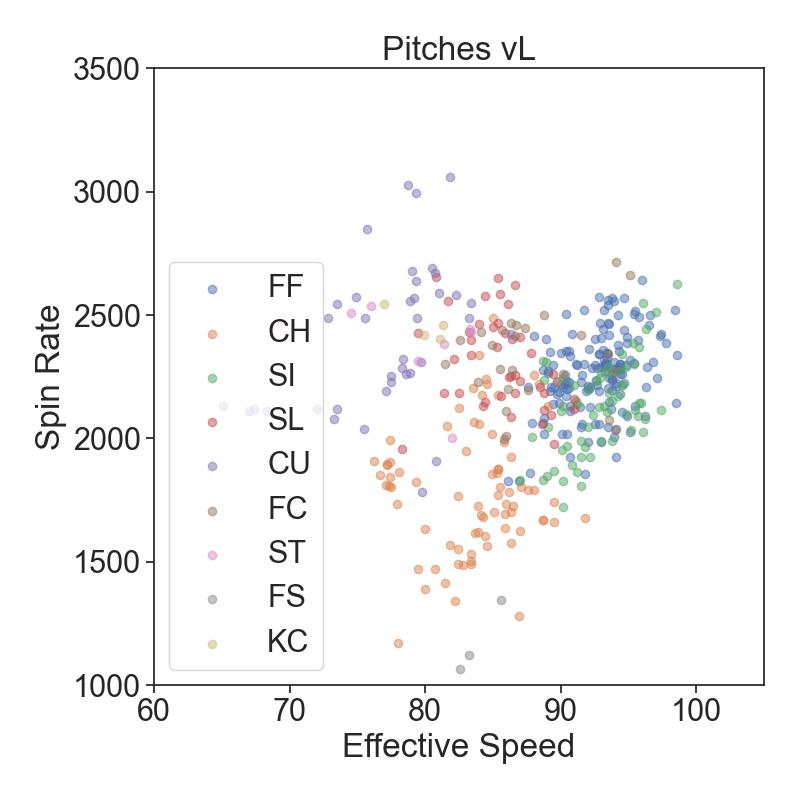 Pitches vL
3500
3000
2500
2000
1500
1000
Spin Rate
FF
CH
SI
SL
CU
FC
ST
FS
KC
60 70 80 90 100
Effective Speed